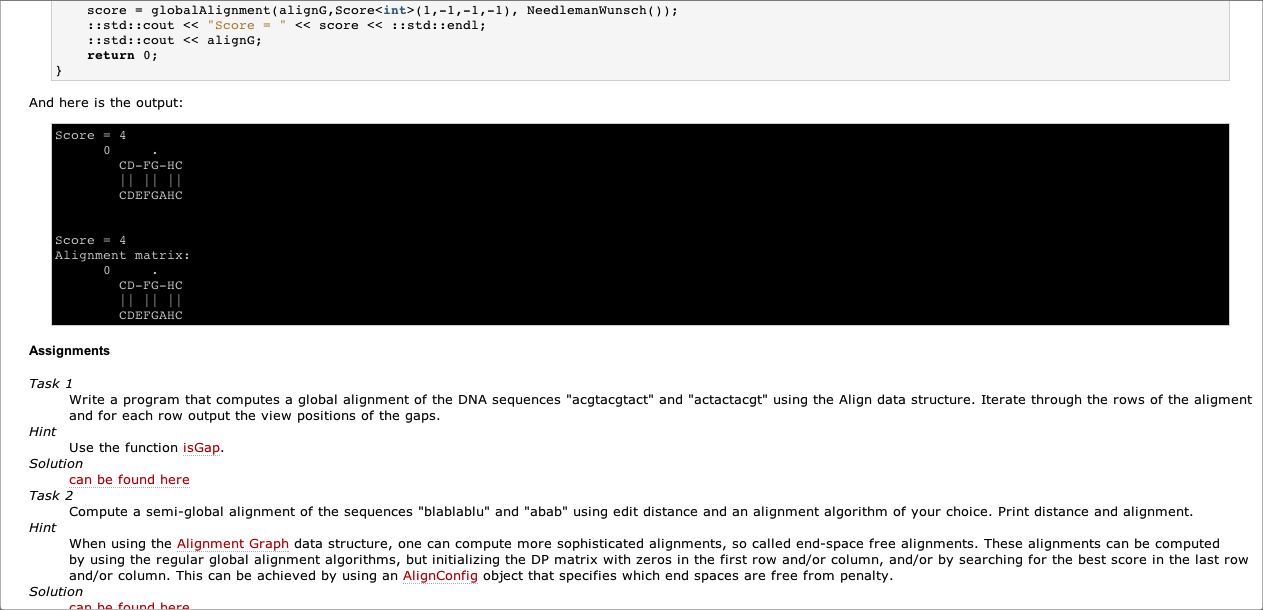 score = globalAlignment(alignG,Score<int>(1,-1,-1,-1), NeedlemanWunsch());
::std::cout << "Score = " << score << ::std::endl;
::std::cout << alignG;
return 0;
}
And here is the output:
Score = 4
0     .
CD-FG-HC
|| || ||
CDEFGAHC
Score = 4
Alignment matrix:
0     .
CD-FG-HC
|| || ||
CDEFGAHC
Assignments
Task 1
Write a program that computes a global alignment of the DNA sequences "acgtacgtact" and "actactacgt" using the Align data structure. Iterate through the rows of the aligment
and for each row output the view positions of the gaps.
Hint
Use the function isGap.
Solution
can be found here
Task 2
Compute a semi-global alignment of the sequences "blablablu" and "abab" using edit distance and an alignment algorithm of your choice. Print distance and alignment.
Hint
When using the Alignment Graph data structure, one can compute more sophisticated alignments, so called end-space free alignments. These alignments can be computed
by using the regular global alignment algorithms, but initializing the DP matrix with zeros in the first row and/or column, and/or by searching for the best score in the last row
and/or column. This can be achieved by using an AlignConfig object that specifies which end spaces are free from penalty.
Solution
can be found here